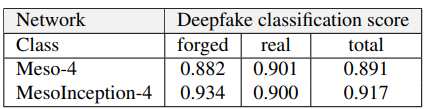 Network Deepfake classification score
Class forged real total
Meso-4 0.882 0.901 0.891
MesoInception-4 0.934 0.900 0.917